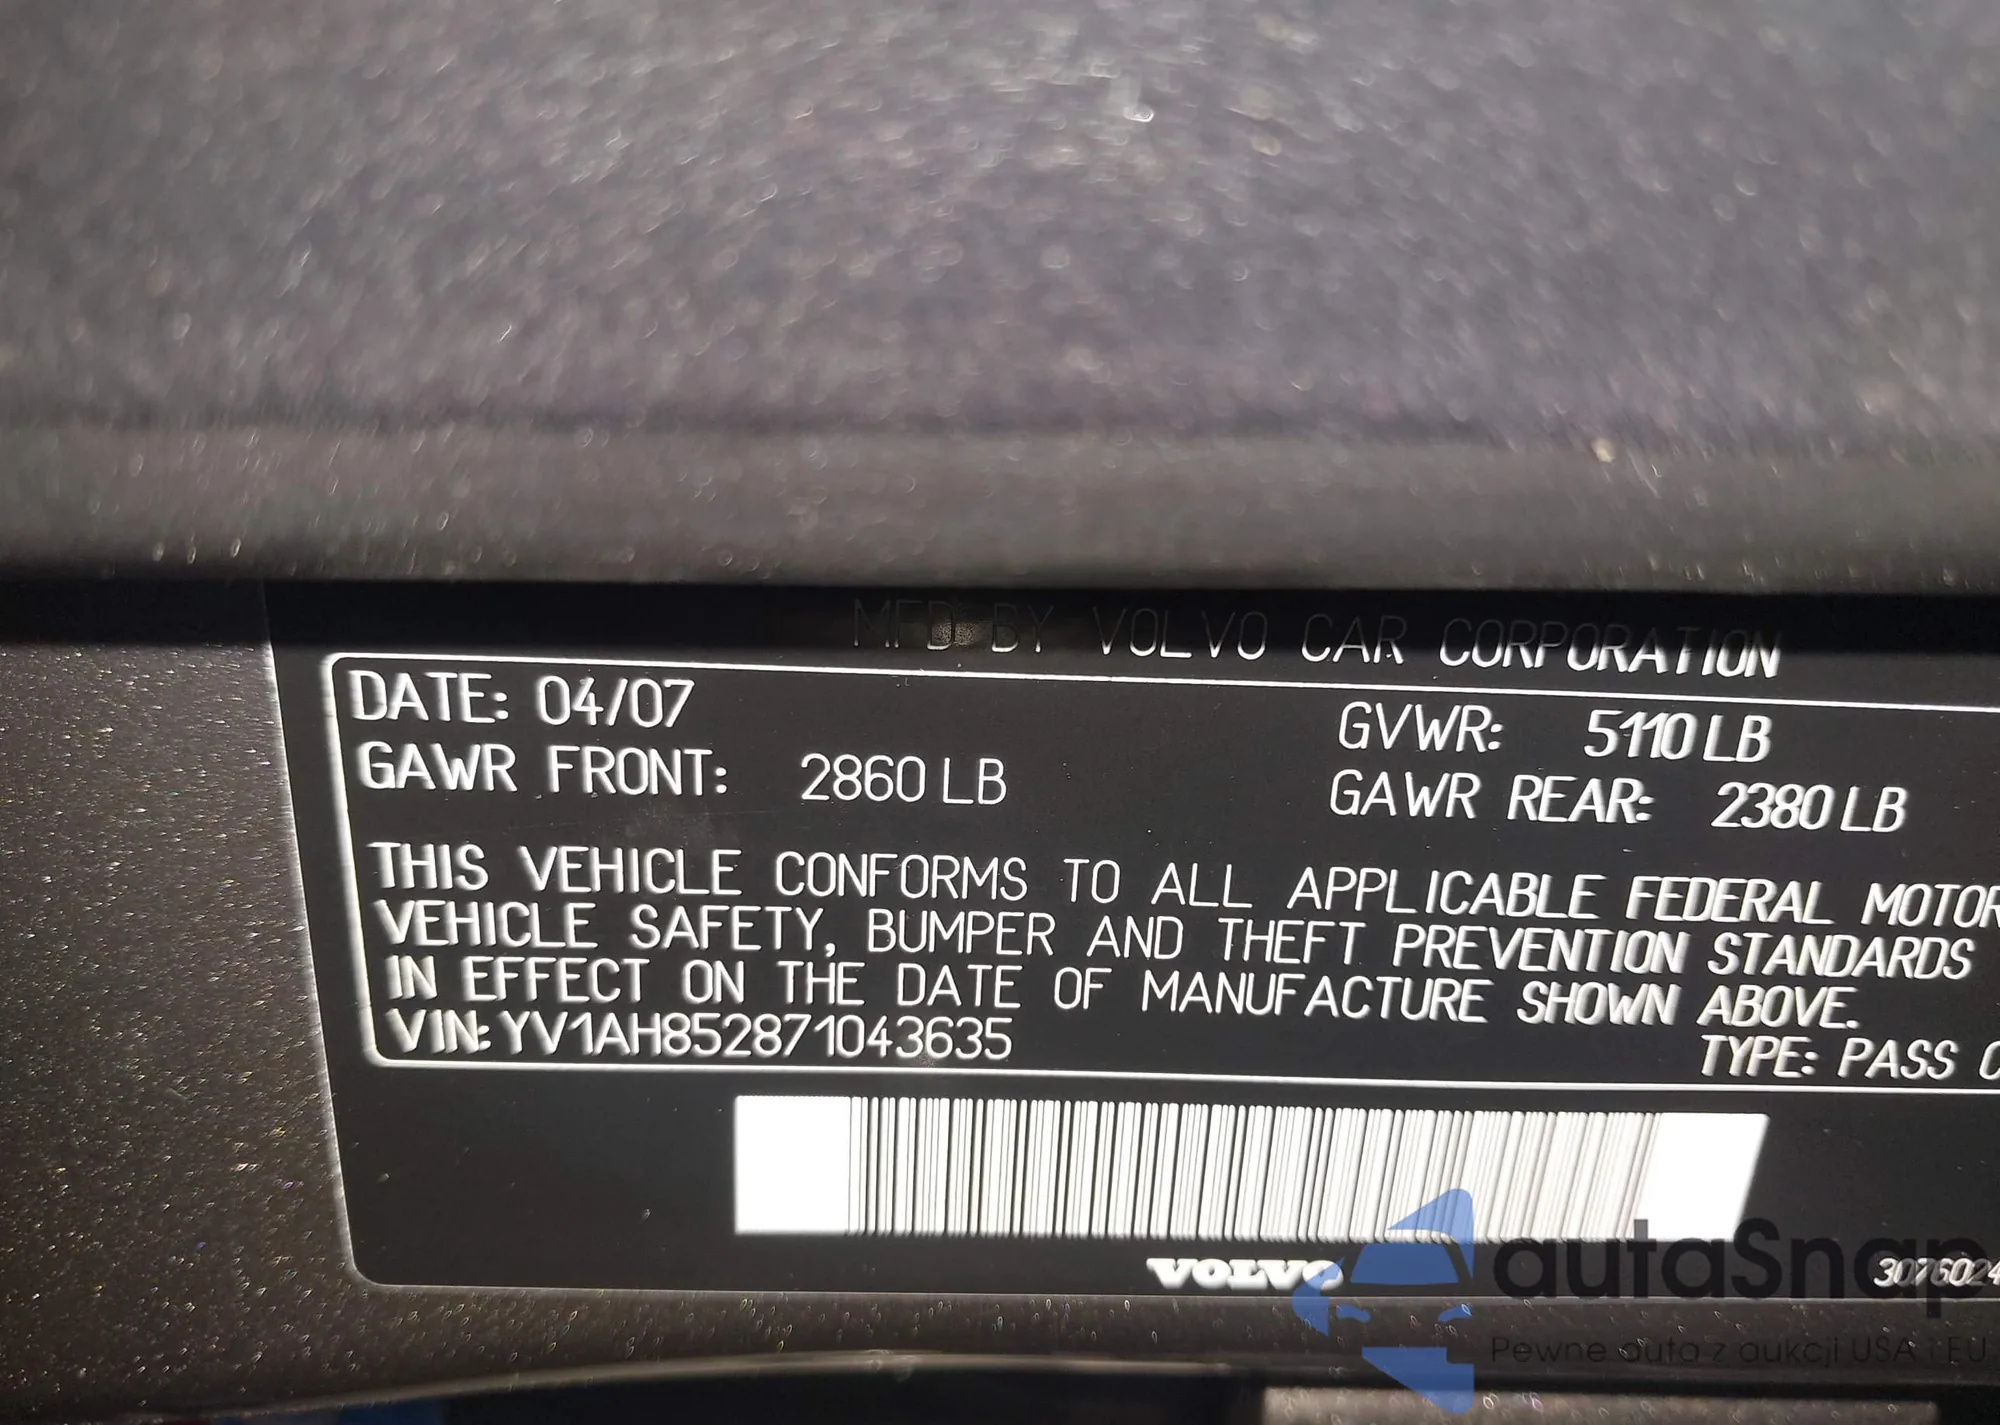 MFD BY VOLVO CAR CORPORATION
DATE: 04/07
GVWR: 5110 LB
GAWR FRONT: 2860 LB
GAWR REAR: 2380 LB
THIS VEHICLE CONFORMS TO ALL APPLICABLE FEDERAL MOTOR
VEHICLE SAFETY, BUMPER AND THEFT PREVENTION STANDARDS
IN EFFECT ON THE DATE OF MANUFACTURE SHOWN ABOVE.
VIN: YV1AH852871043635
TYPE: PASS C
VOLVO
3076024
autaSnap
Pewne auta z aukcji USA i EU